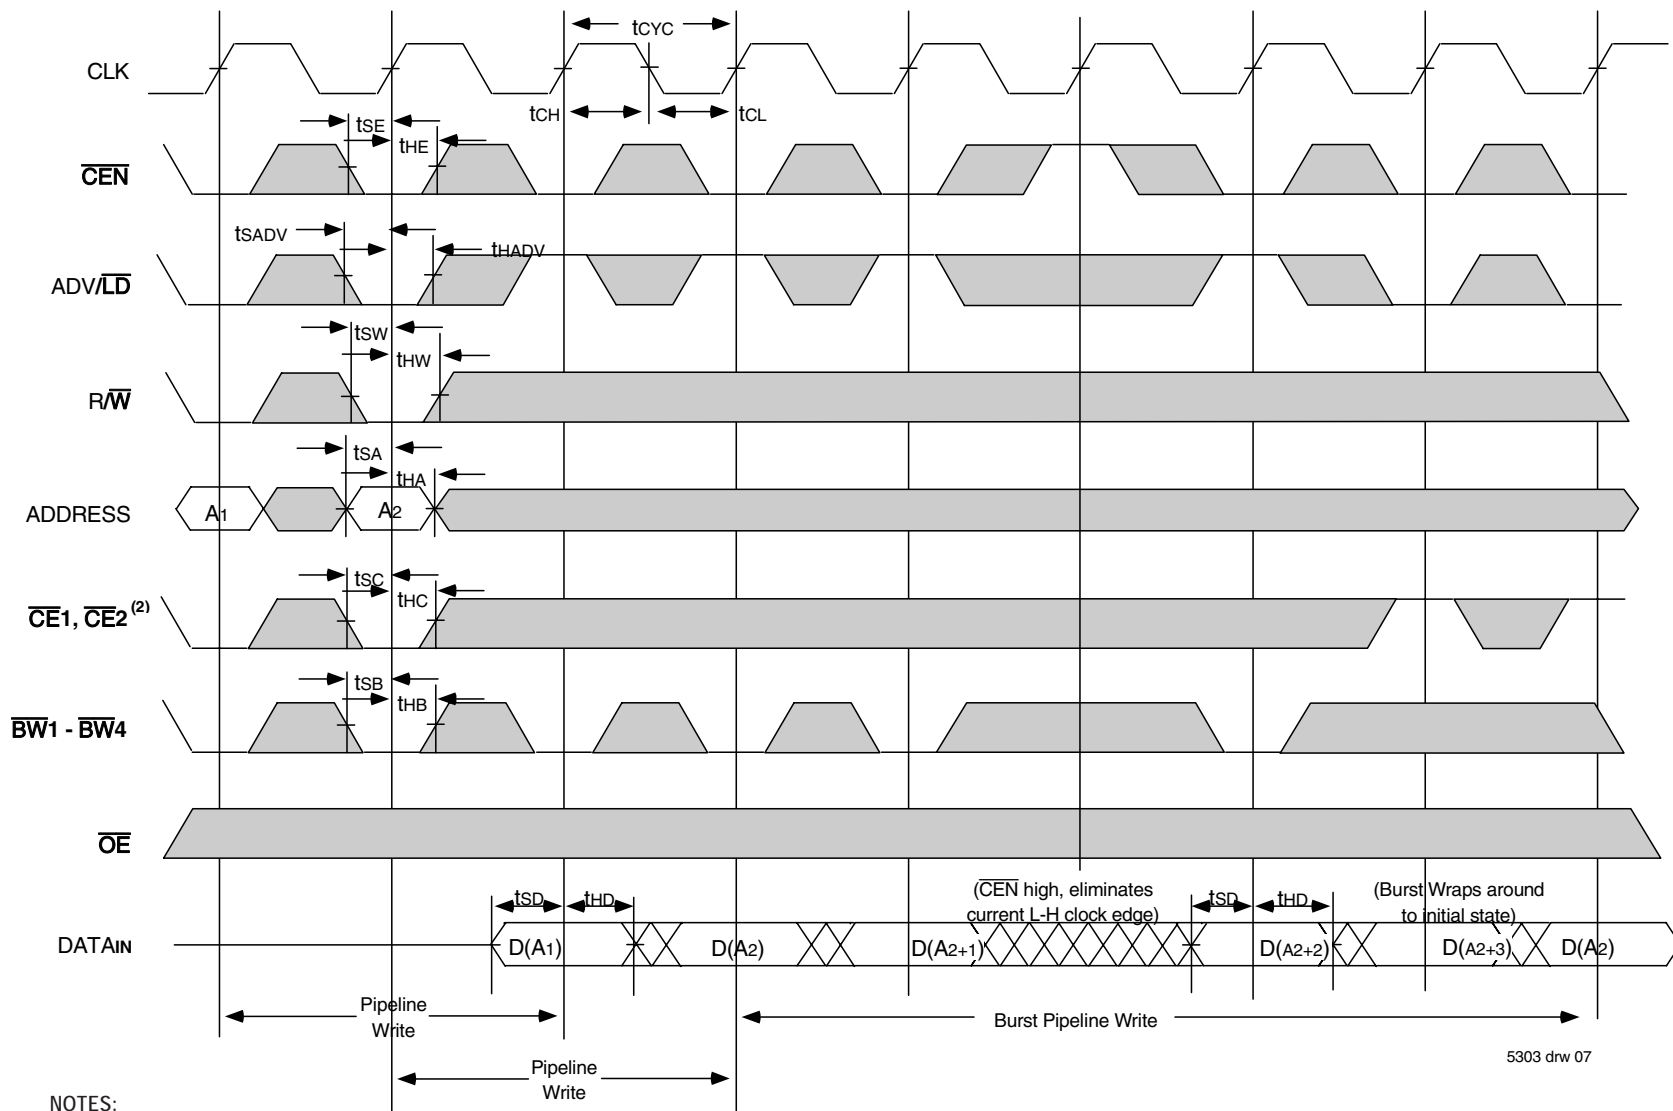 tCYC
CLK
tCH
tCL
tSE
tHE
CEN
tSADV
tHADV
ADV/LD
tSW
tHW
R/W
tSA
tHA
ADDRESS
A1
A2
tSC
tHC
CE1, CE2 (2)
tSB
tHB
BW1 - BW4
OE
(CEN high, eliminates
current L-H clock edge)
(Burst Wraps around
to initial state)
tSD
tHD
tSD
tHD
DATAIN
D(A1)
D(A2)
D(A2+1)
D(A2+2)
D(A2+3)
D(A2)
Pipeline
Write
Burst Pipeline Write
5303 drw 07
Pipeline
Write
NOTES: